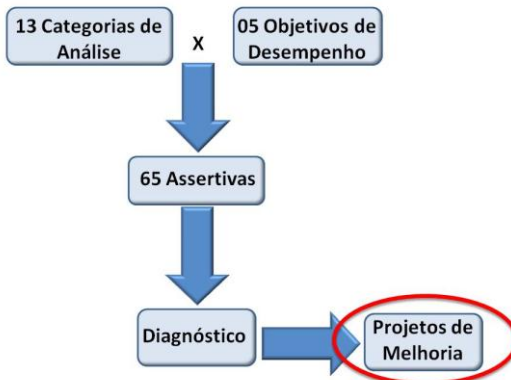 13 Categorias de
Análise
X
05 Objetivos de
Desempenho
65 Assertivas
Diagnóstico
Projetos de
Melhoria